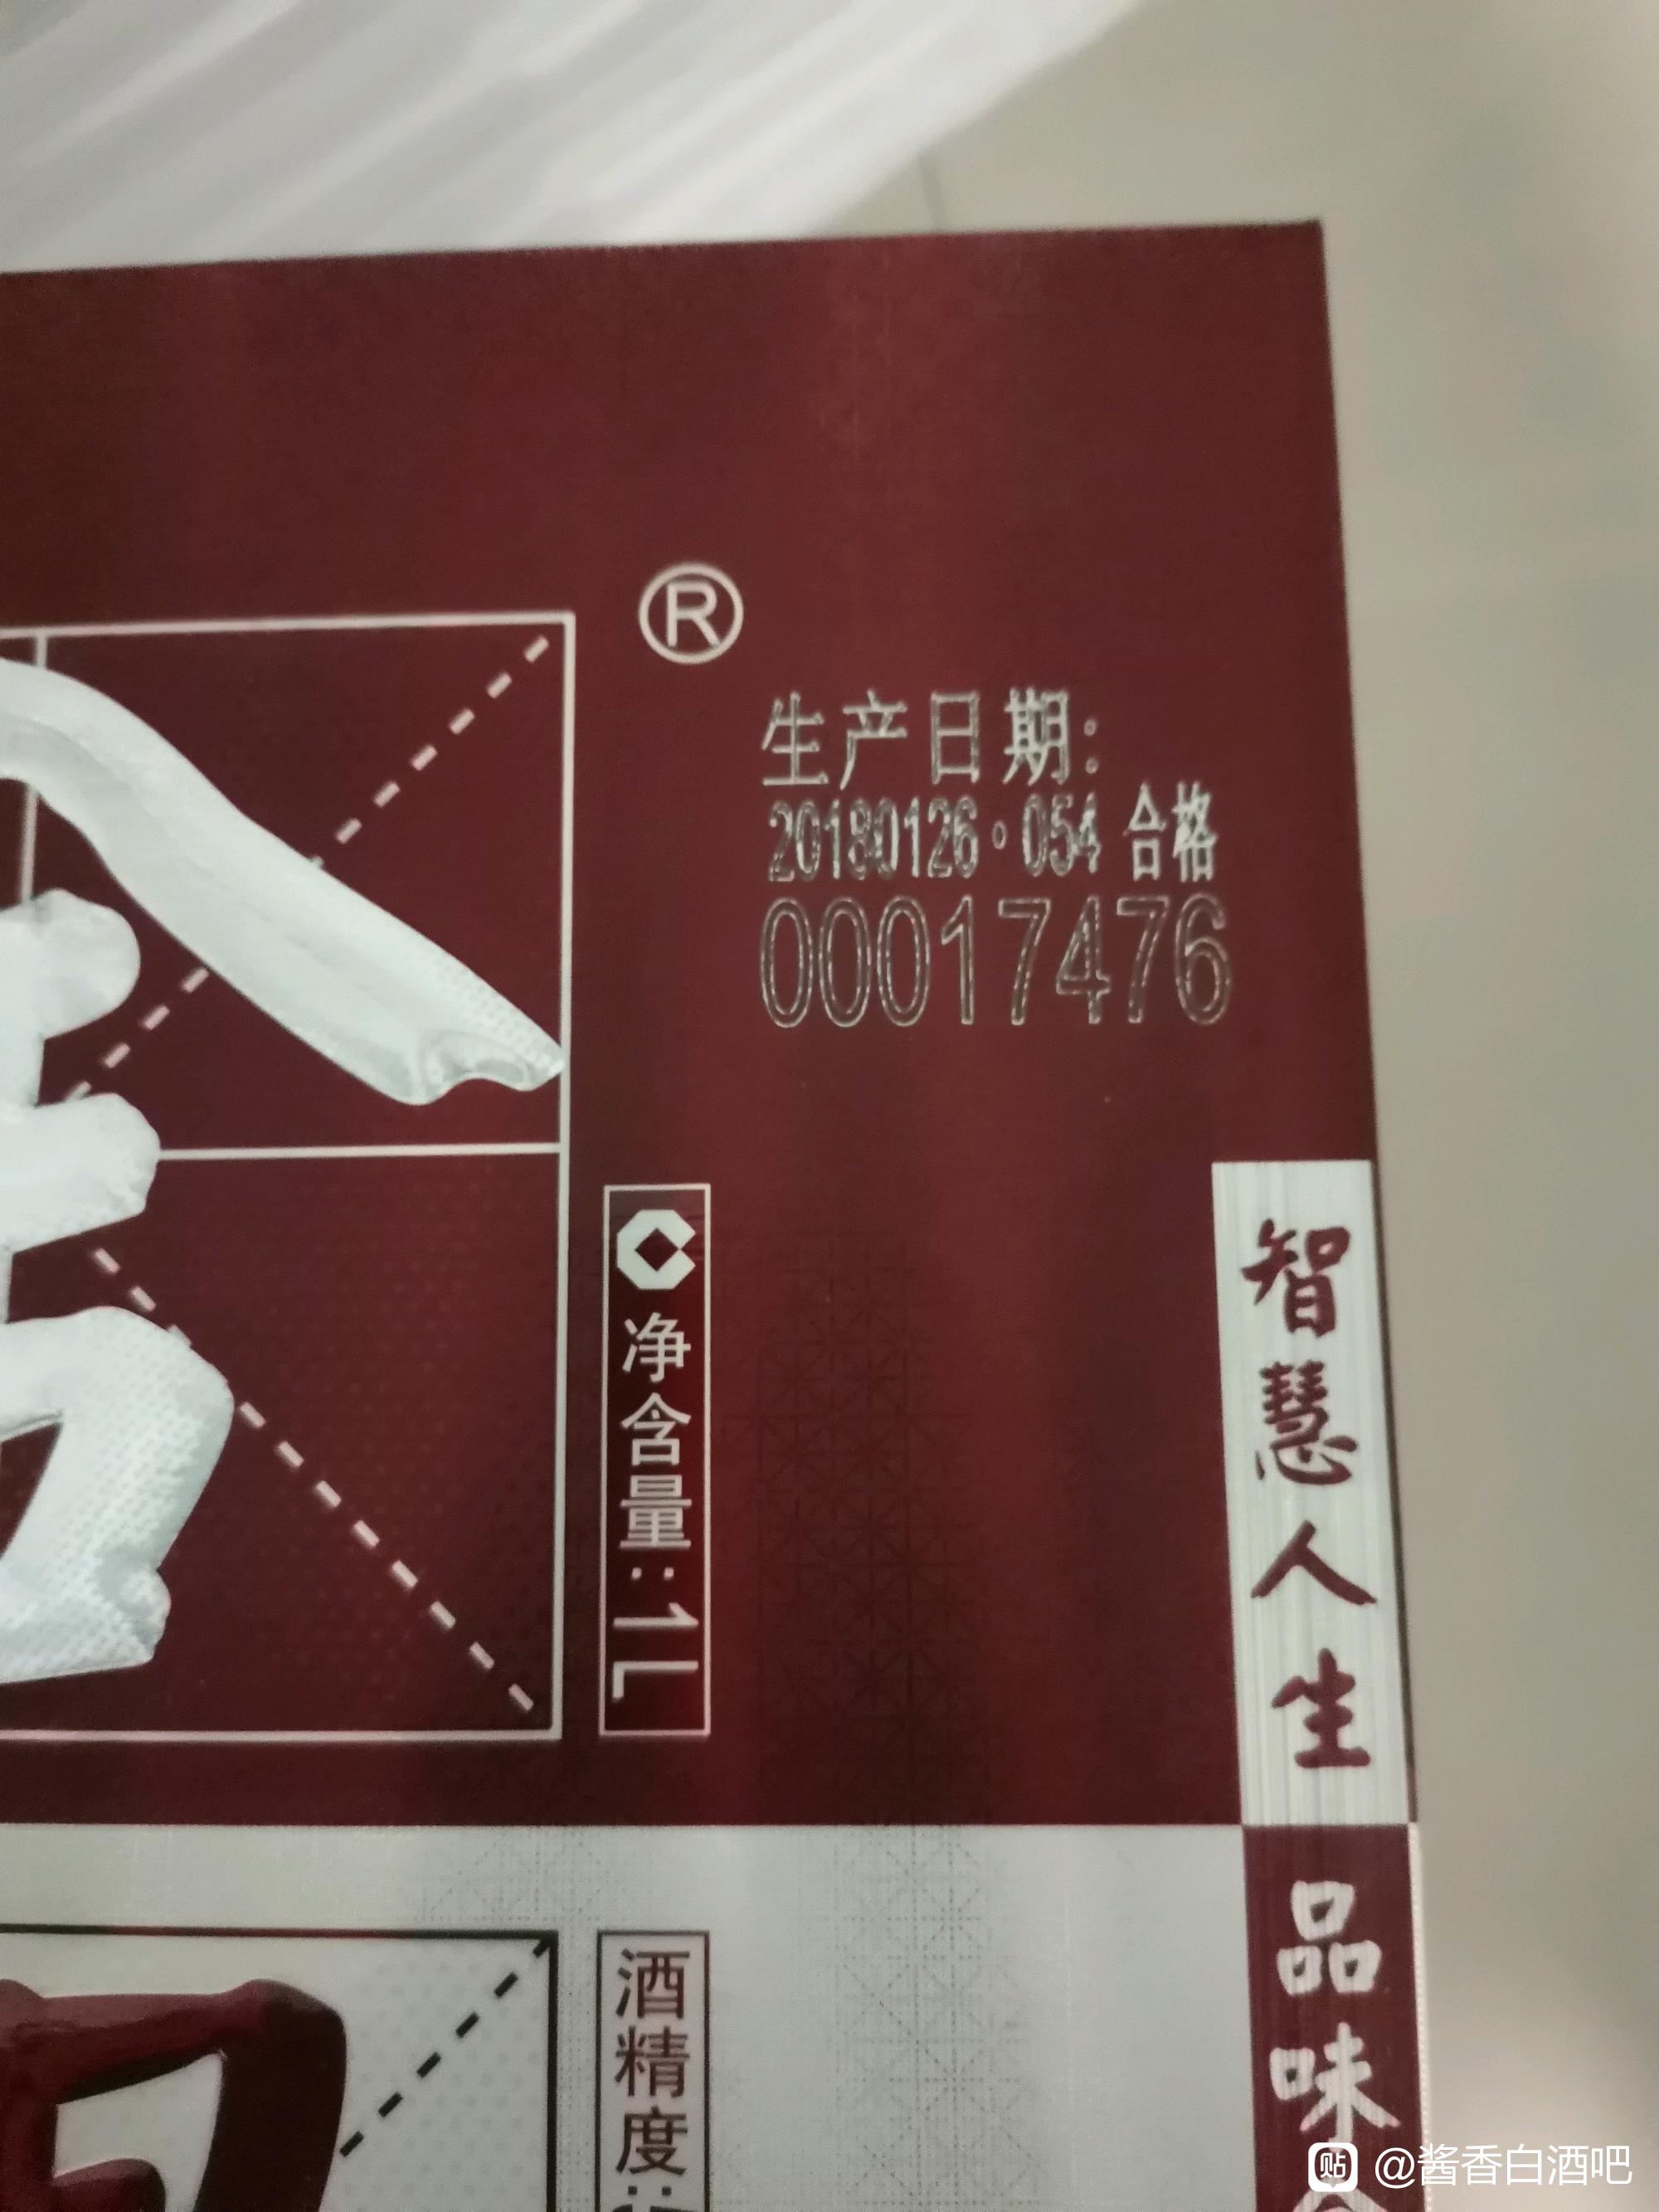 ®
生产日期:
20180126·054 合格
00017476
净含量:1L
智慧人生
品味
酒精度:
贴 @酱香白酒吧